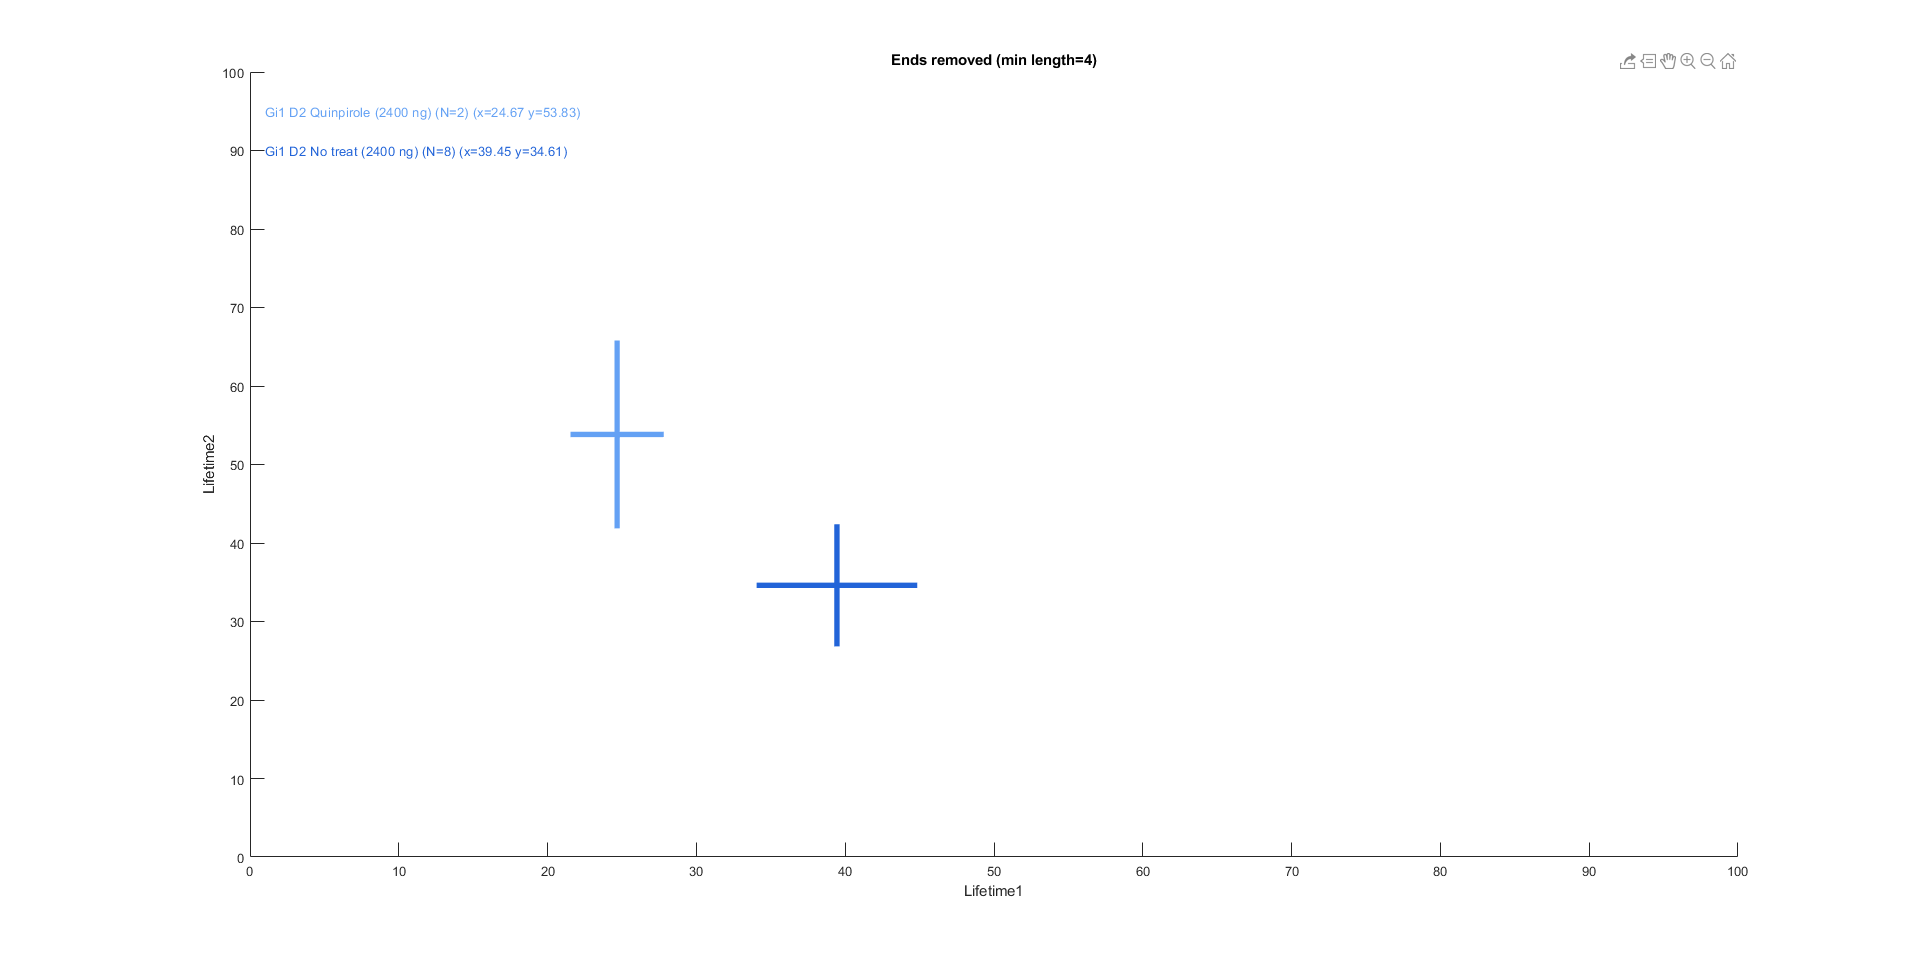 Ends removed (min length=4)
100
Gi1 D2 Quinpirole (2400 ng) (N=2) (x=24.67 y=53.83)
90
Gi1 D2 No treat (2400 ng) (N=8) (x=39.45 y=34.61)
80
70
60
50
40
30
20
10
0
Lifetime2
0 10 20 30 40 50 60 70 80 90 100
Lifetime1